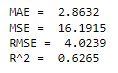 MAE = 2.8632
MSE = 16.1915
RMSE = 4.0239
R^2 = 0.6265